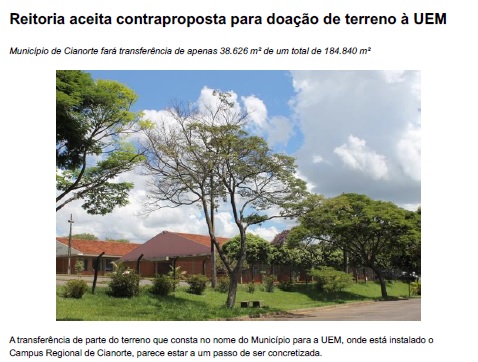 Reitoria aceita contraproposta para doação de terreno à UEM
Município de Cianorte fará transferência de apenas 38.626 m² de um total de 184.840 m²
A transferência de parte do terreno que consta no nome do Município para a UEM, onde está instalado o
Campus Regional de Cianorte, parece estar a um passo de ser concretizada.